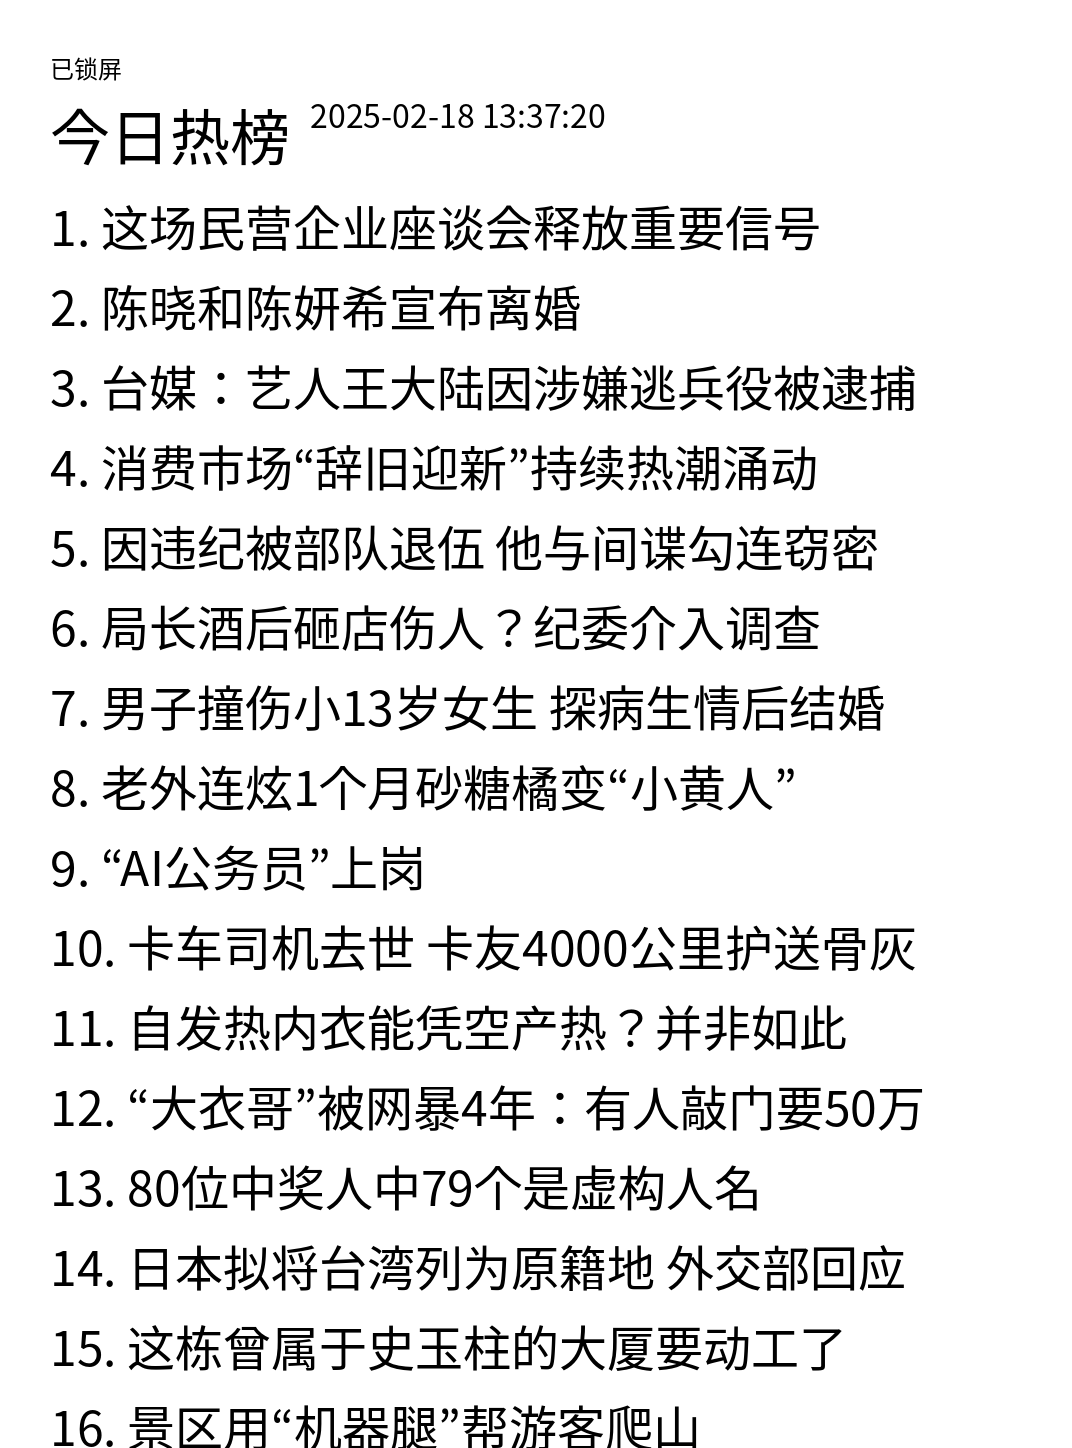 已锁屏
今日热榜 2025-02-18 13:37:20
1. 这场民营企业座谈会释放重要信号
2. 陈晓和陈妍希宣布离婚
3. 台媒：艺人王大陆因涉嫌逃兵役被逮捕
4. 消费市场“辞旧迎新”持续热潮涌动
5. 因违纪被部队退伍 他与间谍勾连窃密
6. 局长酒后砸店伤人？纪委介入调查
7. 男子撞伤小13岁女生 探病生情后结婚
8. 老外连炫1个月砂糖橘变“小黄人”
9. “AI公务员”上岗
10. 卡车司机去世 卡友4000公里护送骨灰
11. 自发热内衣能凭空产热？并非如此
12. “大衣哥”被网暴4年：有人敲门要50万
13. 80位中奖人中79个是虚构人名
14. 日本拟将台湾列为原籍地 外交部回应
15. 这栋曾属于史玉柱的大厦要动工了
16. 景区用“机器腿”帮游客爬山